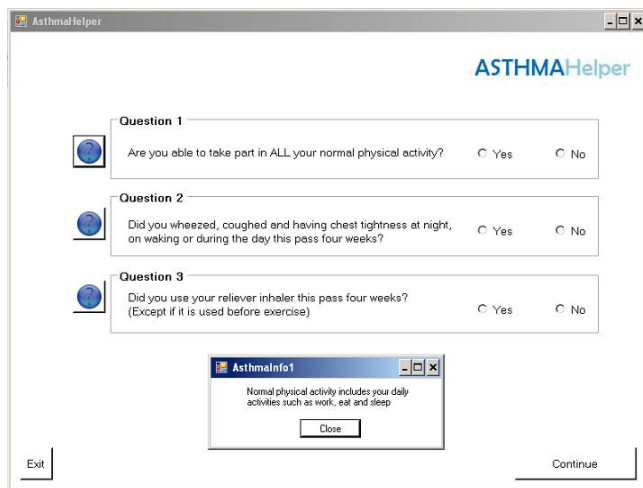 AsthmaHelper
ASTHMAHelper
Question 1
Are you able to take part in ALL your normal physical activity? Yes No
Question 2
Did you wheezed, coughed and having chest tightness at night,
on waking or during the day this pass four weeks? Yes No
Question 3
Did you use your reliever inhaler this pass four weeks?
(Except if it is used before exercise) Yes No
AsthmaInfo1
Normal physical activity includes your daily
activities such as work, eat and sleep
Close
Exit Continue